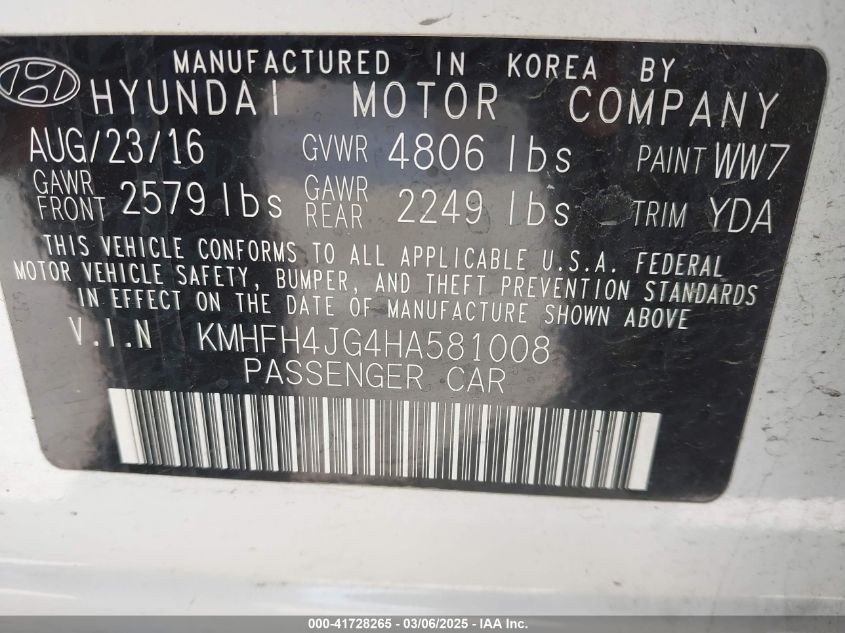 MANUFACTURED IN KOREA BY
HYUNDAI MOTOR COMPANY
AUG/23/16 GVWR 4806 lbs PAINT WW7
GAWR FRONT 2579 lbs GAWR REAR 2249 lbs TRIM YDA
THIS VEHICLE CONFORMS TO ALL APPLICABLE U.S.A. FEDERAL
MOTOR VEHICLE SAFETY, BUMPER, AND THEFT PREVENTION STANDARDS
IN EFFECT ON THE DATE OF MANUFACTURE SHOWN ABOVE
V.I.N KMHFH4JG4HA581008
PASSENGER CAR
000-41728265 - 03/06/2025 - IAA Inc.